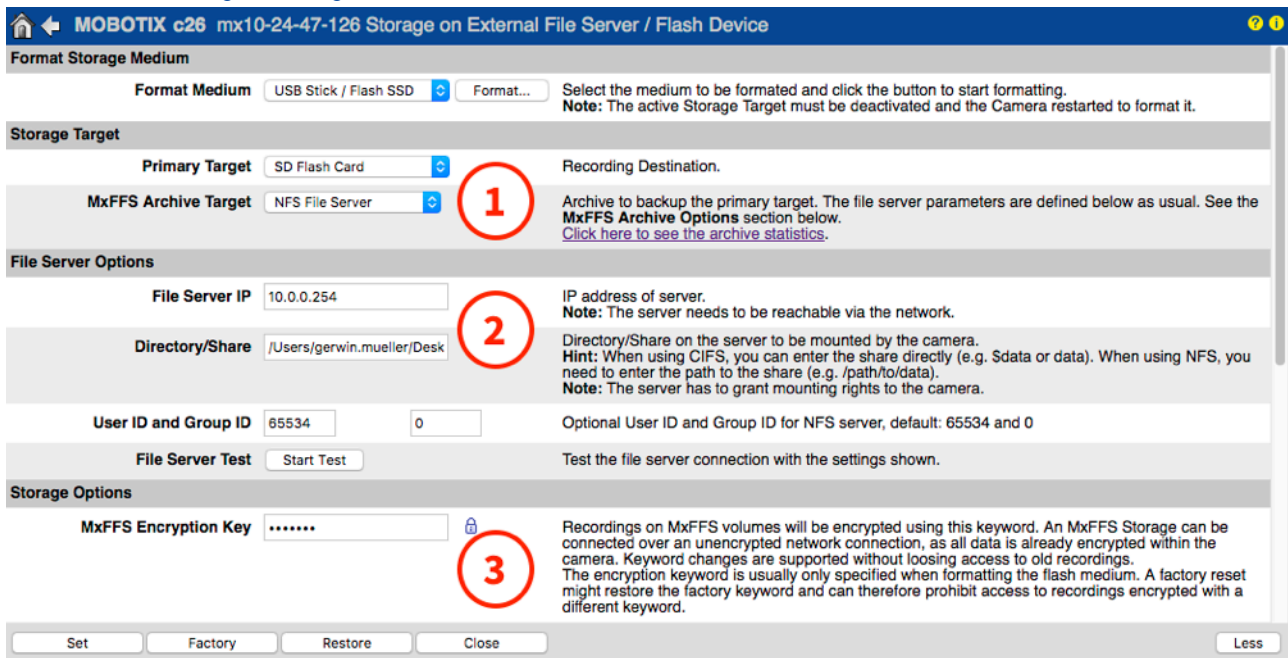 MOBOTIX c26 mx10-24-47-126 Storage on External File Server / Flash Device
Format Storage Medium
Format Medium USB Stick / Flash SSD Format... Select the medium to be formated and click the button to start formatting.
Note: The active Storage Target must be deactivated and the Camera restarted to format it.
Storage Target
Primary Target SD Flash Card Recording Destination.
MxFFS Archive Target NFS File Server 1 Archive to backup the primary target. The file server parameters are defined below as usual. See the
MxFFS Archive Options section below.
Click here to see the archive statistics.
File Server Options
File Server IP 10.0.0.254 IP address of server.
Note: The server needs to be reachable via the network.
2
Directory/Share /Users/gerwin.mueller/Desk Directory/Share on the server to be mounted by the camera.
Hint: When using CIFS, you can enter the share directly (e.g. $data or data). When using NFS, you
need to enter the path to the share (e.g. /path/to/data).
Note: The server has to grant mounting rights to the camera.
User ID and Group ID 65534 0 Optional User ID and Group ID for NFS server, default: 65534 and 0
File Server Test Start Test Test the file server connection with the settings shown.
Storage Options
MxFFS Encryption Key ••••••• Recordings on MxFFS volumes will be encrypted using this keyword. An MxFFS Storage can be
connected over an unencrypted network connection, as all data is already encrypted within the
camera. Keyword changes are supported without loosing access to old recordings.
3 The encryption keyword is usually only specified when formatting the flash medium. A factory reset
might restore the factory keyword and can therefore prohibit access to recordings encrypted with a
different keyword.
Set Factory Restore Close Less